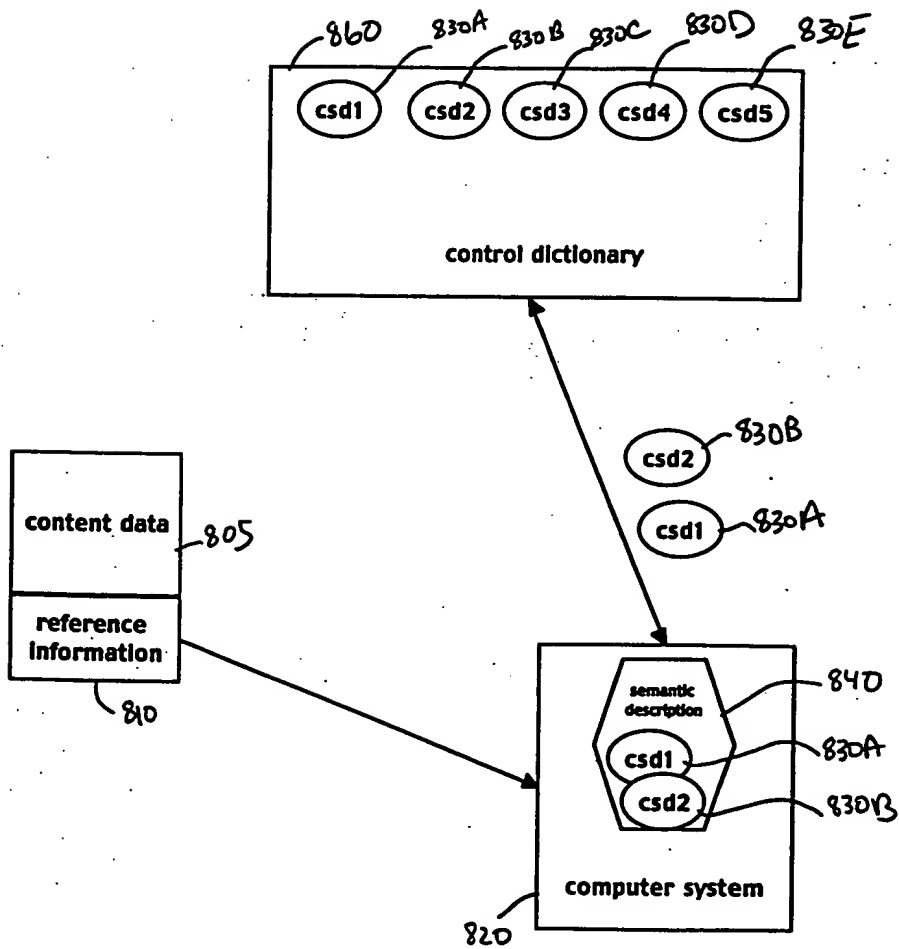 860 830A 830B 830C 830D 830E
csd1 csd2 csd3 csd4 csd5
control dictionary
csd2 830B
csd1 830A
content data
805
reference
information
810
semantic
description
840
csd1 830A
csd2 830B
computer system
820